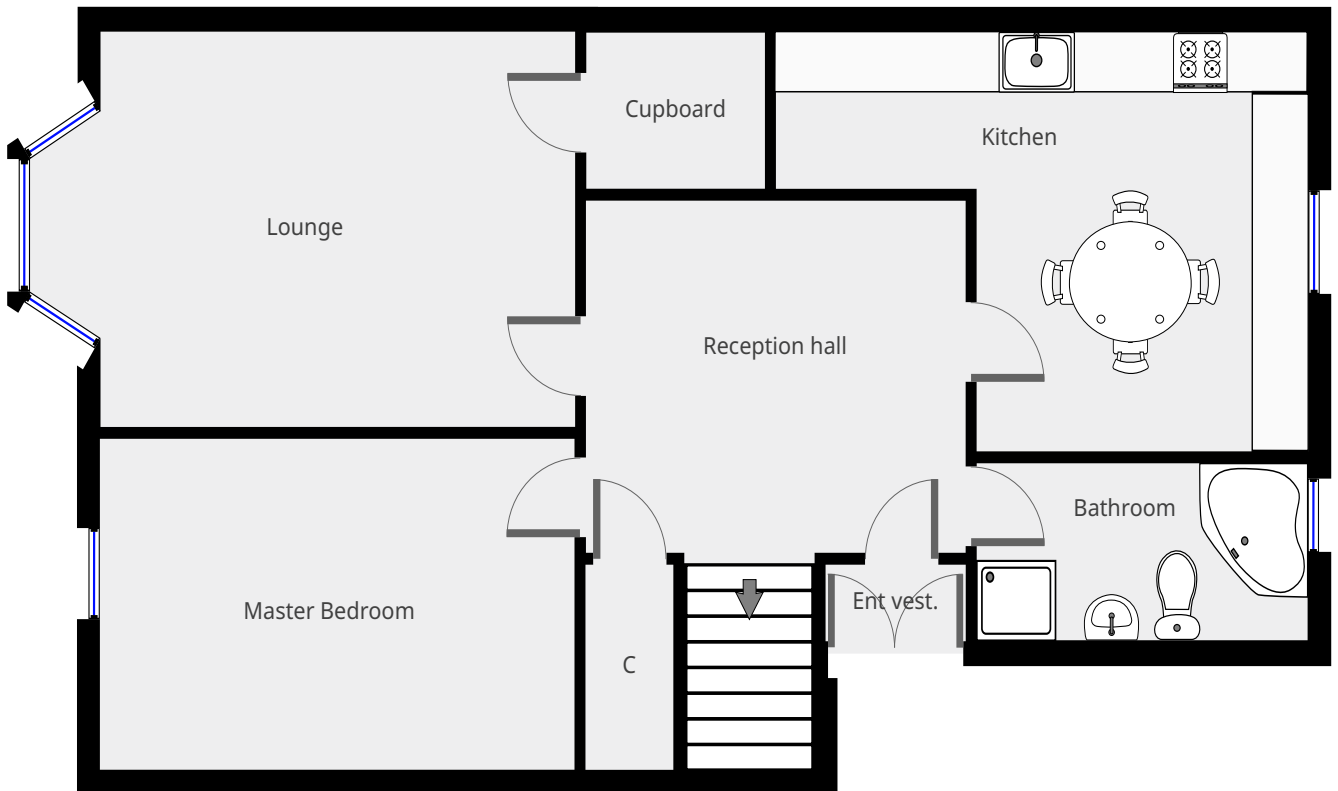 Cupboard
Kitchen
Lounge
Reception hall
Bathroom
Ent vest.
Master Bedroom
C